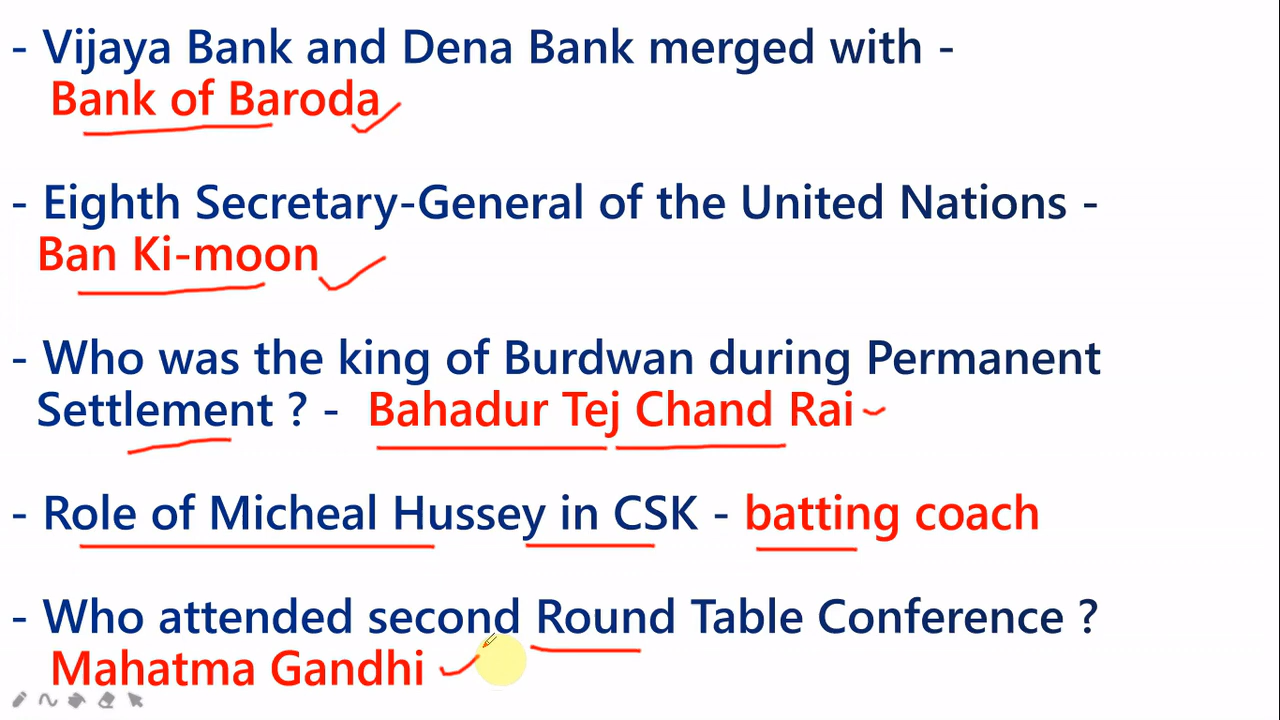 - Vijaya Bank and Dena Bank merged with -
Bank of Baroda
- Eighth Secretary-General of the United Nations -
Ban Ki-moon
- Who was the king of Burdwan during Permanent
Settlement ? - Bahadur Tej Chand Rai
- Role of Micheal Hussey in CSK - batting coach
- Who attended second Round Table Conference ?
Mahatma Gandhi